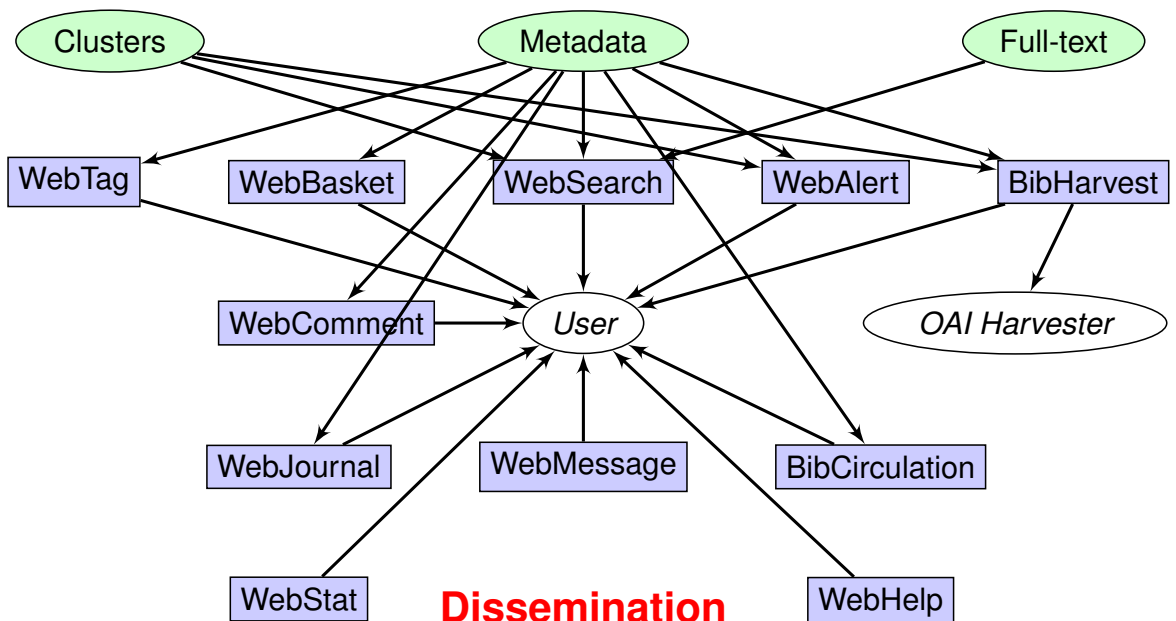 Clusters
Metadata
Full-text
WebTag
WebBasket
WebSearch
WebAlert
BibHarvest
WebComment
User
OAI Harvester
WebJournal
WebMessage
BibCirculation
WebStat
Dissemination
WebHelp